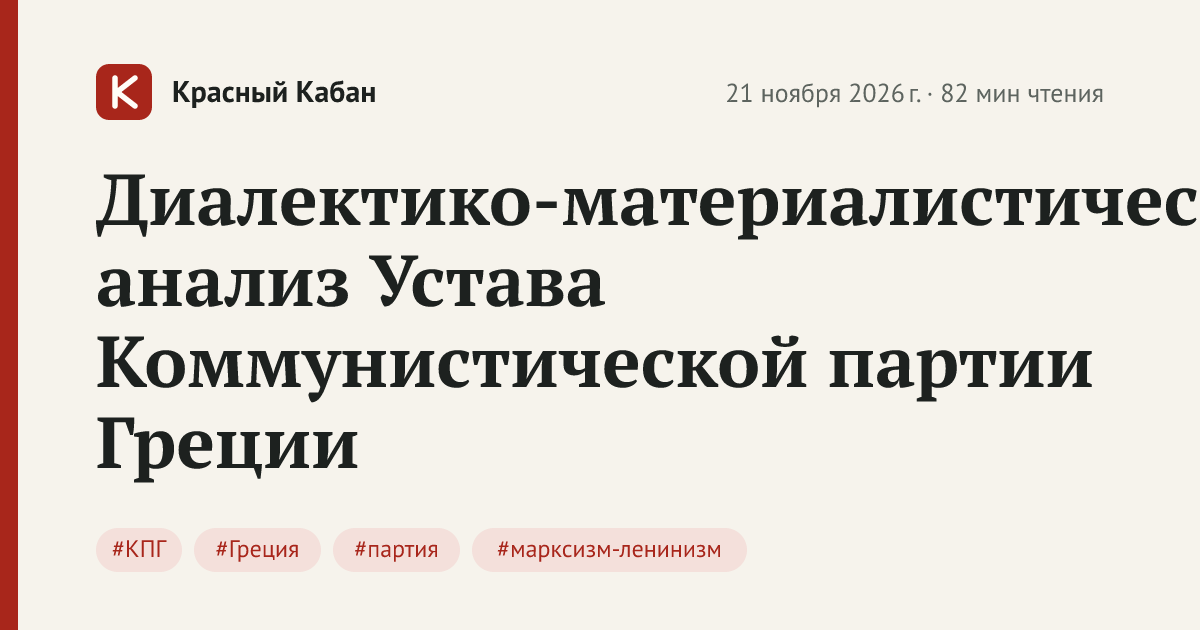 K
Красный Кабан
21 ноября 2026 г. · 82 мин чтения
Диалектико-материалистичес
анализ Устава
Коммунистической партии
Греции
#КПГ #Греция #партия #марксизм-ленинизм